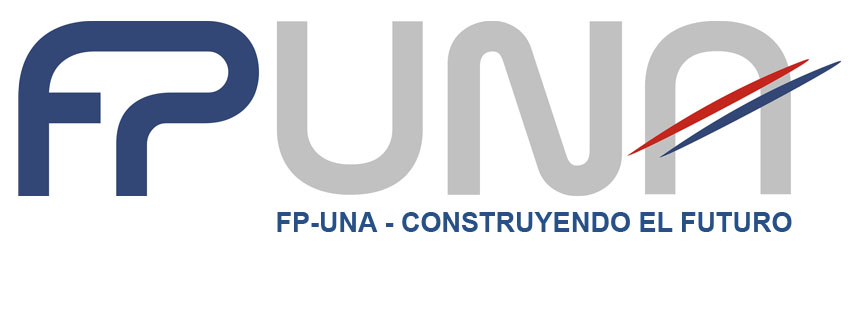 FPUNA
FP-UNA - CONSTRUYENDO EL FUTURO